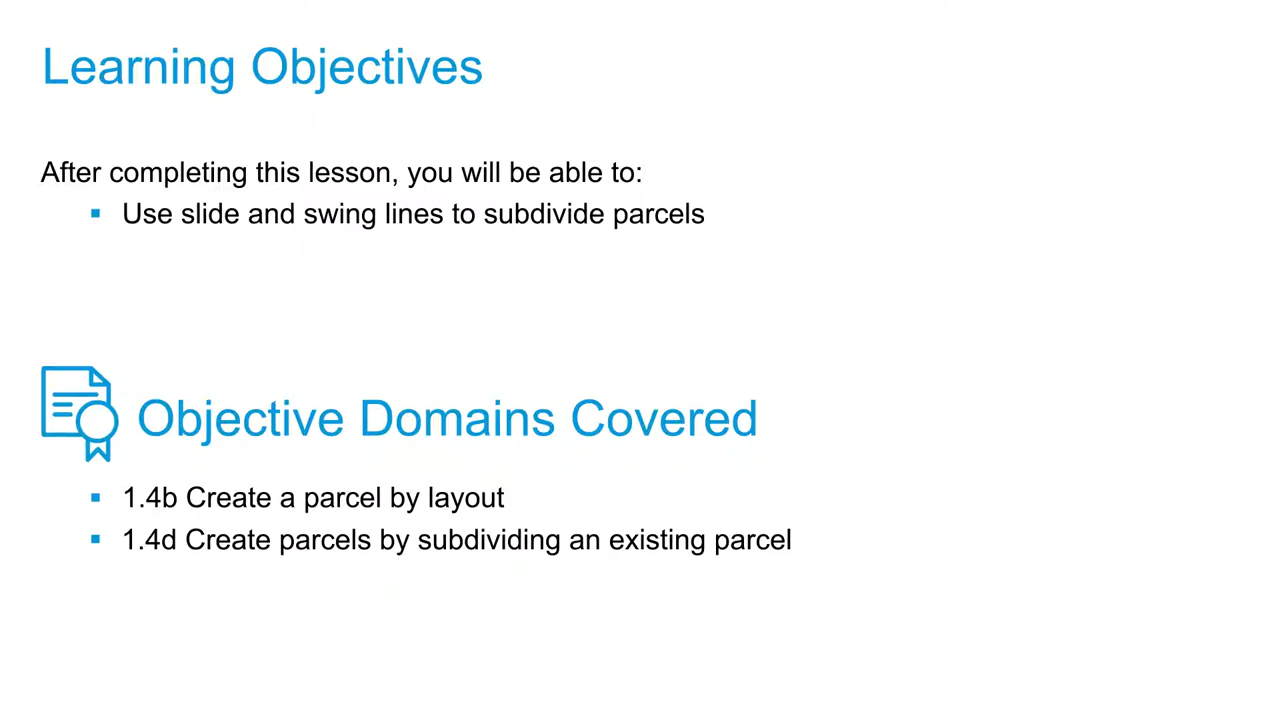 Learning Objectives
After completing this lesson, you will be able to:
▪ Use slide and swing lines to subdivide parcels
Objective Domains Covered
▪ 1.4b Create a parcel by layout
▪ 1.4d Create parcels by subdividing an existing parcel